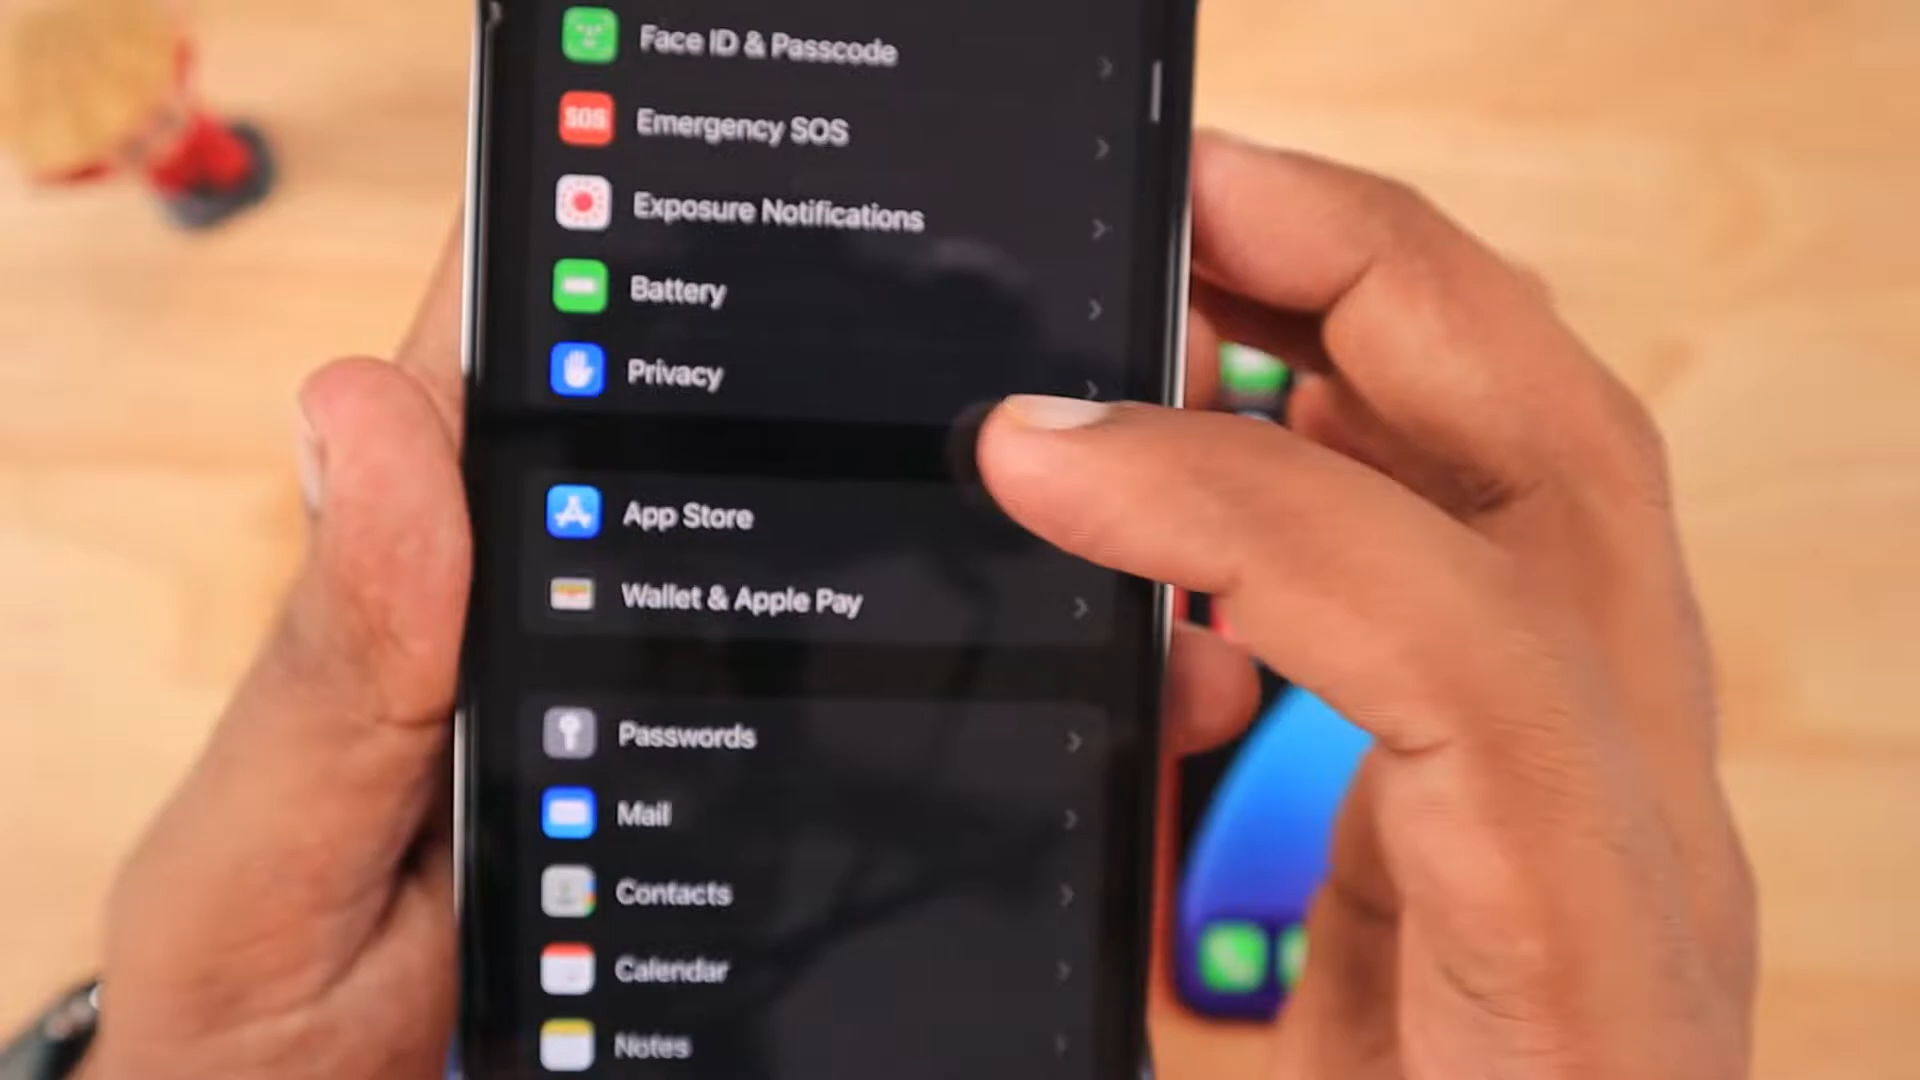 Face ID & Passcode
SOS
Emergency SOS
Exposure Notifications
Battery
Privacy
App Store
Wallet & Apple Pay
Passwords
Mail
Contacts
Calendar
Notes